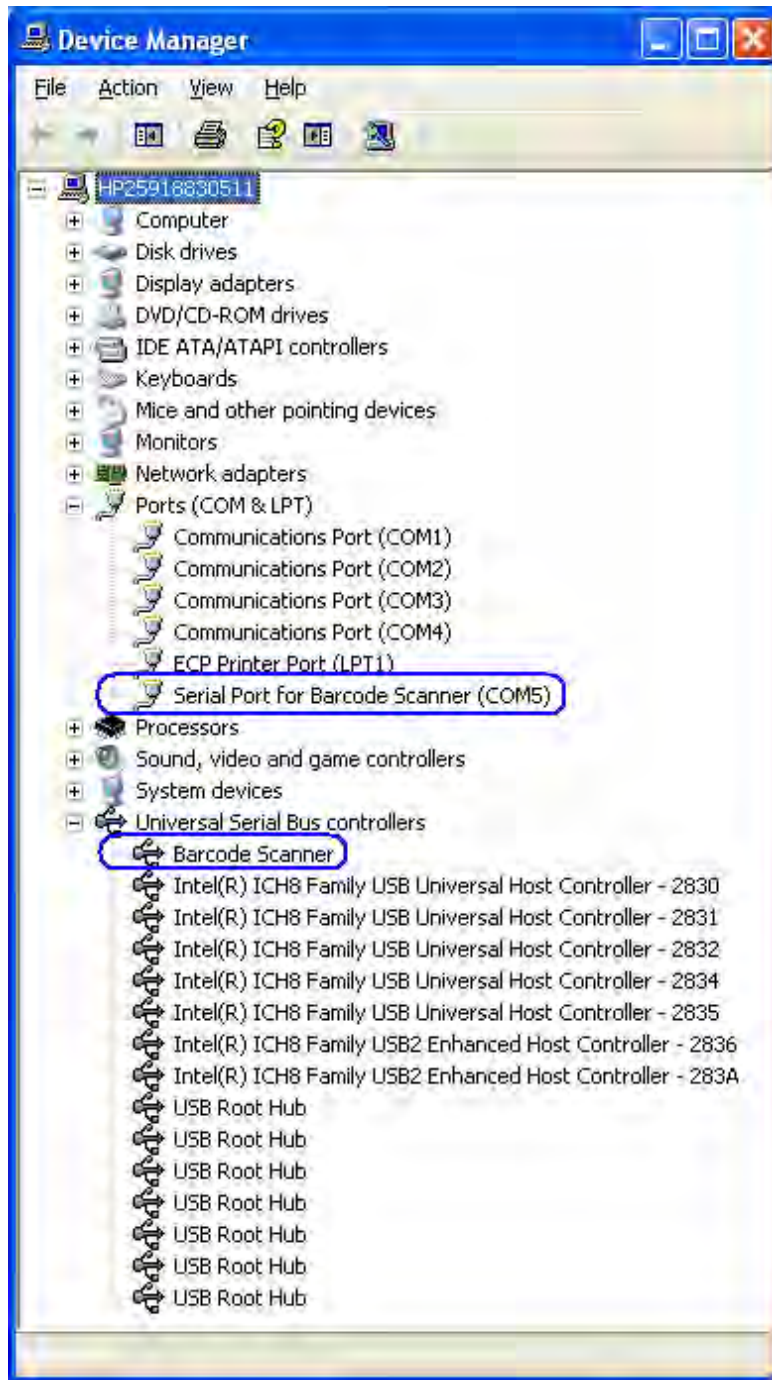 Device Manager
File Action View Help
HP25918830511
Computer
Disk drives
Display adapters
DVD/CD-ROM drives
IDE ATA/ATAPI controllers
Keyboards
Mice and other pointing devices
Monitors
Network adapters
Ports (COM & LPT)
Communications Port (COM1)
Communications Port (COM2)
Communications Port (COM3)
Communications Port (COM4)
ECP Printer Port (LPT1)
Serial Port for Barcode Scanner (COM5)
Processors
Sound, video and game controllers
System devices
Universal Serial Bus controllers
Barcode Scanner
Intel(R) ICH8 Family USB Universal Host Controller - 2830
Intel(R) ICH8 Family USB Universal Host Controller - 2831
Intel(R) ICH8 Family USB Universal Host Controller - 2832
Intel(R) ICH8 Family USB Universal Host Controller - 2834
Intel(R) ICH8 Family USB Universal Host Controller - 2835
Intel(R) ICH8 Family USB2 Enhanced Host Controller - 2836
Intel(R) ICH8 Family USB2 Enhanced Host Controller - 283A
USB Root Hub
USB Root Hub
USB Root Hub
USB Root Hub
USB Root Hub
USB Root Hub
USB Root Hub